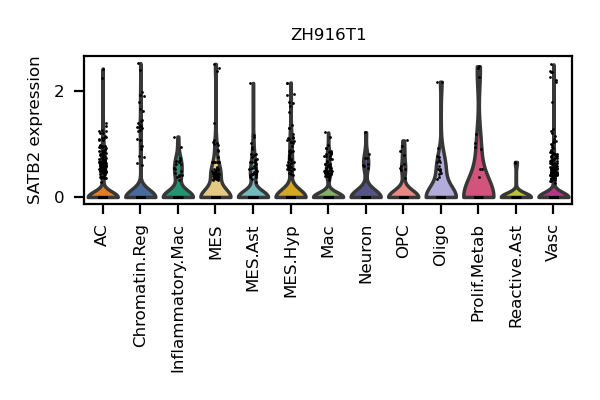 ZH916T1
SATB2 expression
2
0
AC
Chromatin.Reg
Inflammatory.Mac
MES
MES.Ast
MES.Hyp
Mac
Neuron
OPC
Oligo
Prolif.Metab
Reactive.Ast
Vasc